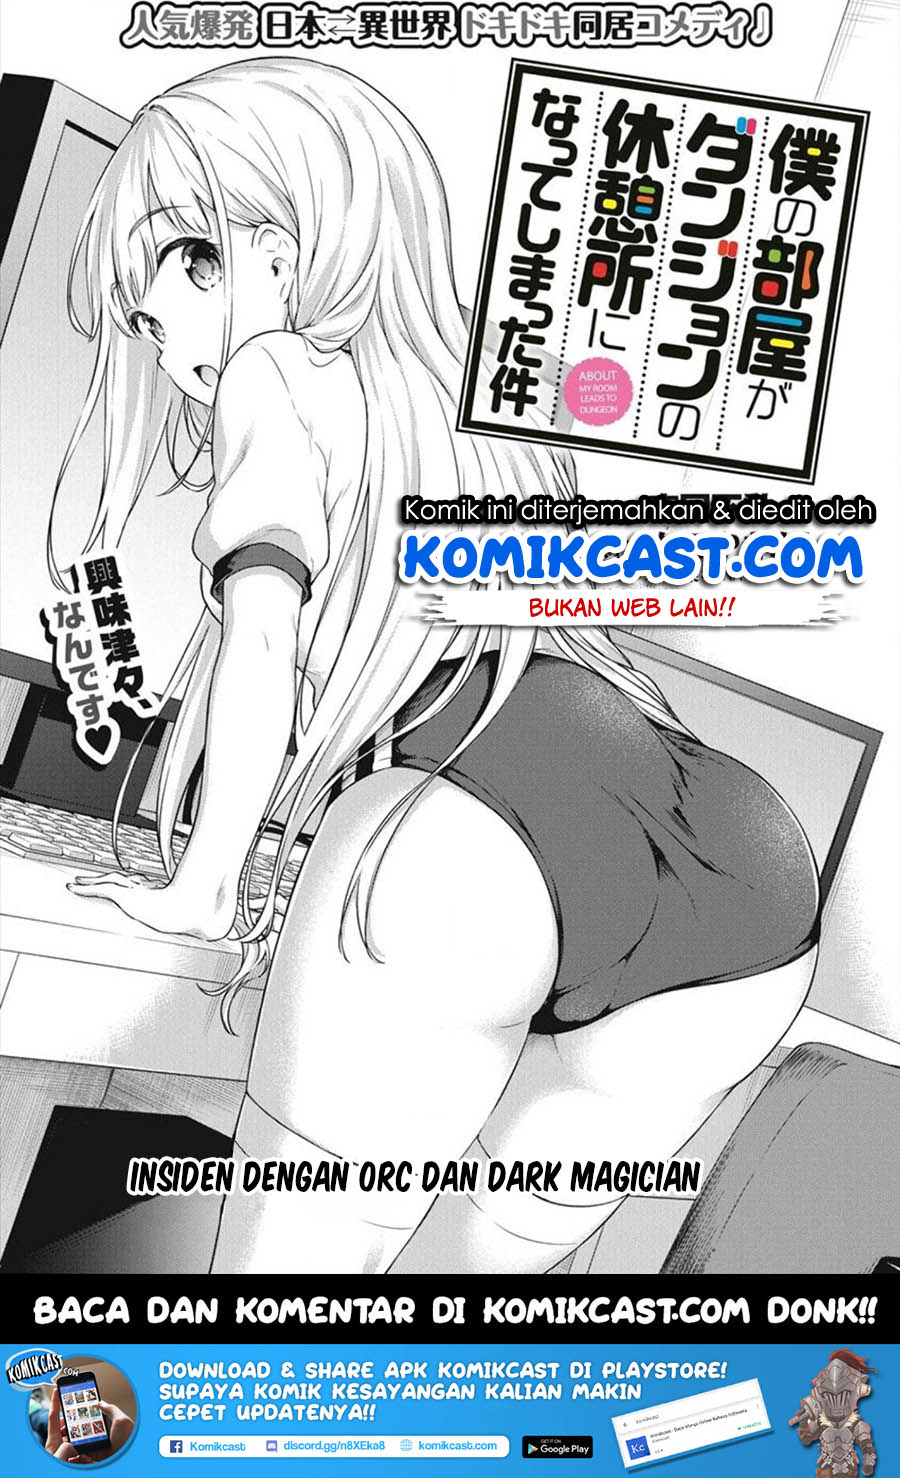 人気爆発 日本⇄異世界 ドキドキ同居コメディ♩
僕の部屋が
ダンジョンの
休憩所に
なってしまった件
ABOUT
MY ROOM
LEADS TO
DUNGEON
Komik ini diterjemahkan & diedit oleh
KOMIKCAST.COM
BUKAN WEB LAIN!!
興味津々、
なんです♥
INSIDEN DENGAN ORC DAN DARK MAGICIAN
BACA DAN KOMENTAR DI KOMIKCAST.COM DONK!!
KOMIKCAST.COM
DOWNLOAD & SHARE APK KOMIKCAST DI PLAYSTORE!
SUPAYA KOMIK KESAYANGAN KALIAN MAKIN
CEPET UPDATENYA!!
Komikcast
discord.gg/n8XEka8
komikcast.com
GET IT ON
Google Play
komikcast
Kc